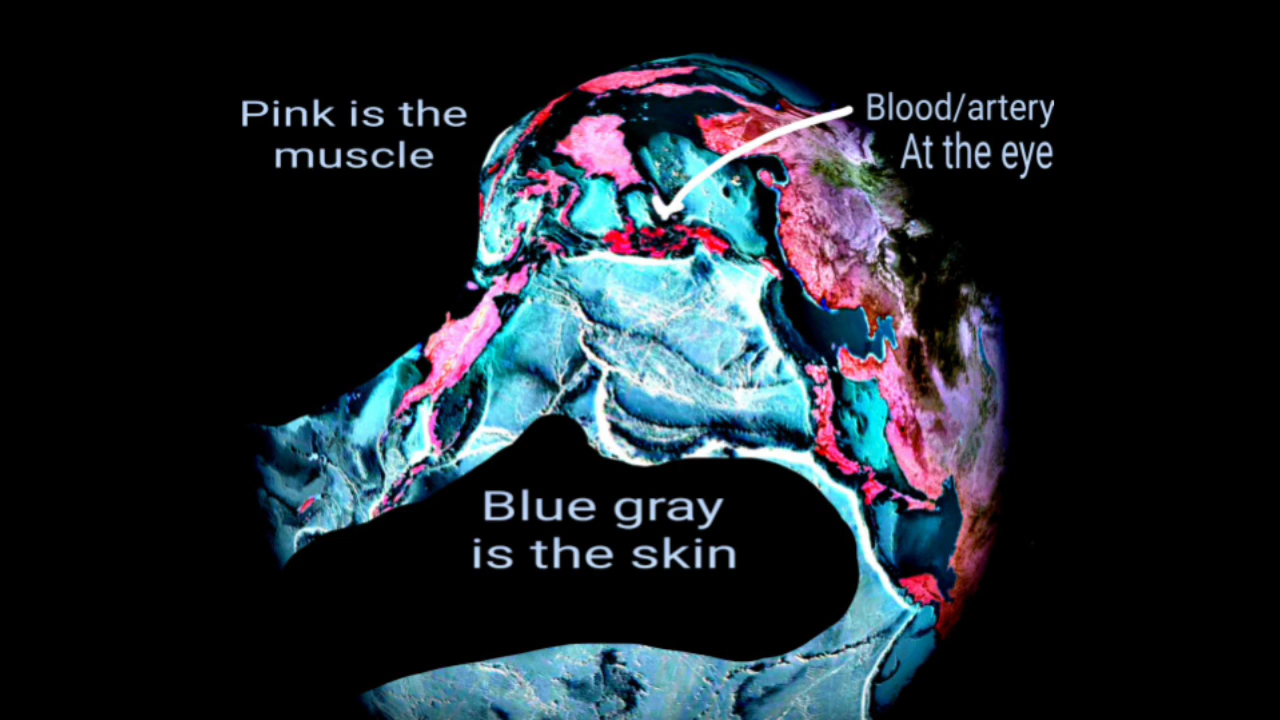 Pink is the
muscle
Blood/artery
At the eye
Blue gray
is the skin